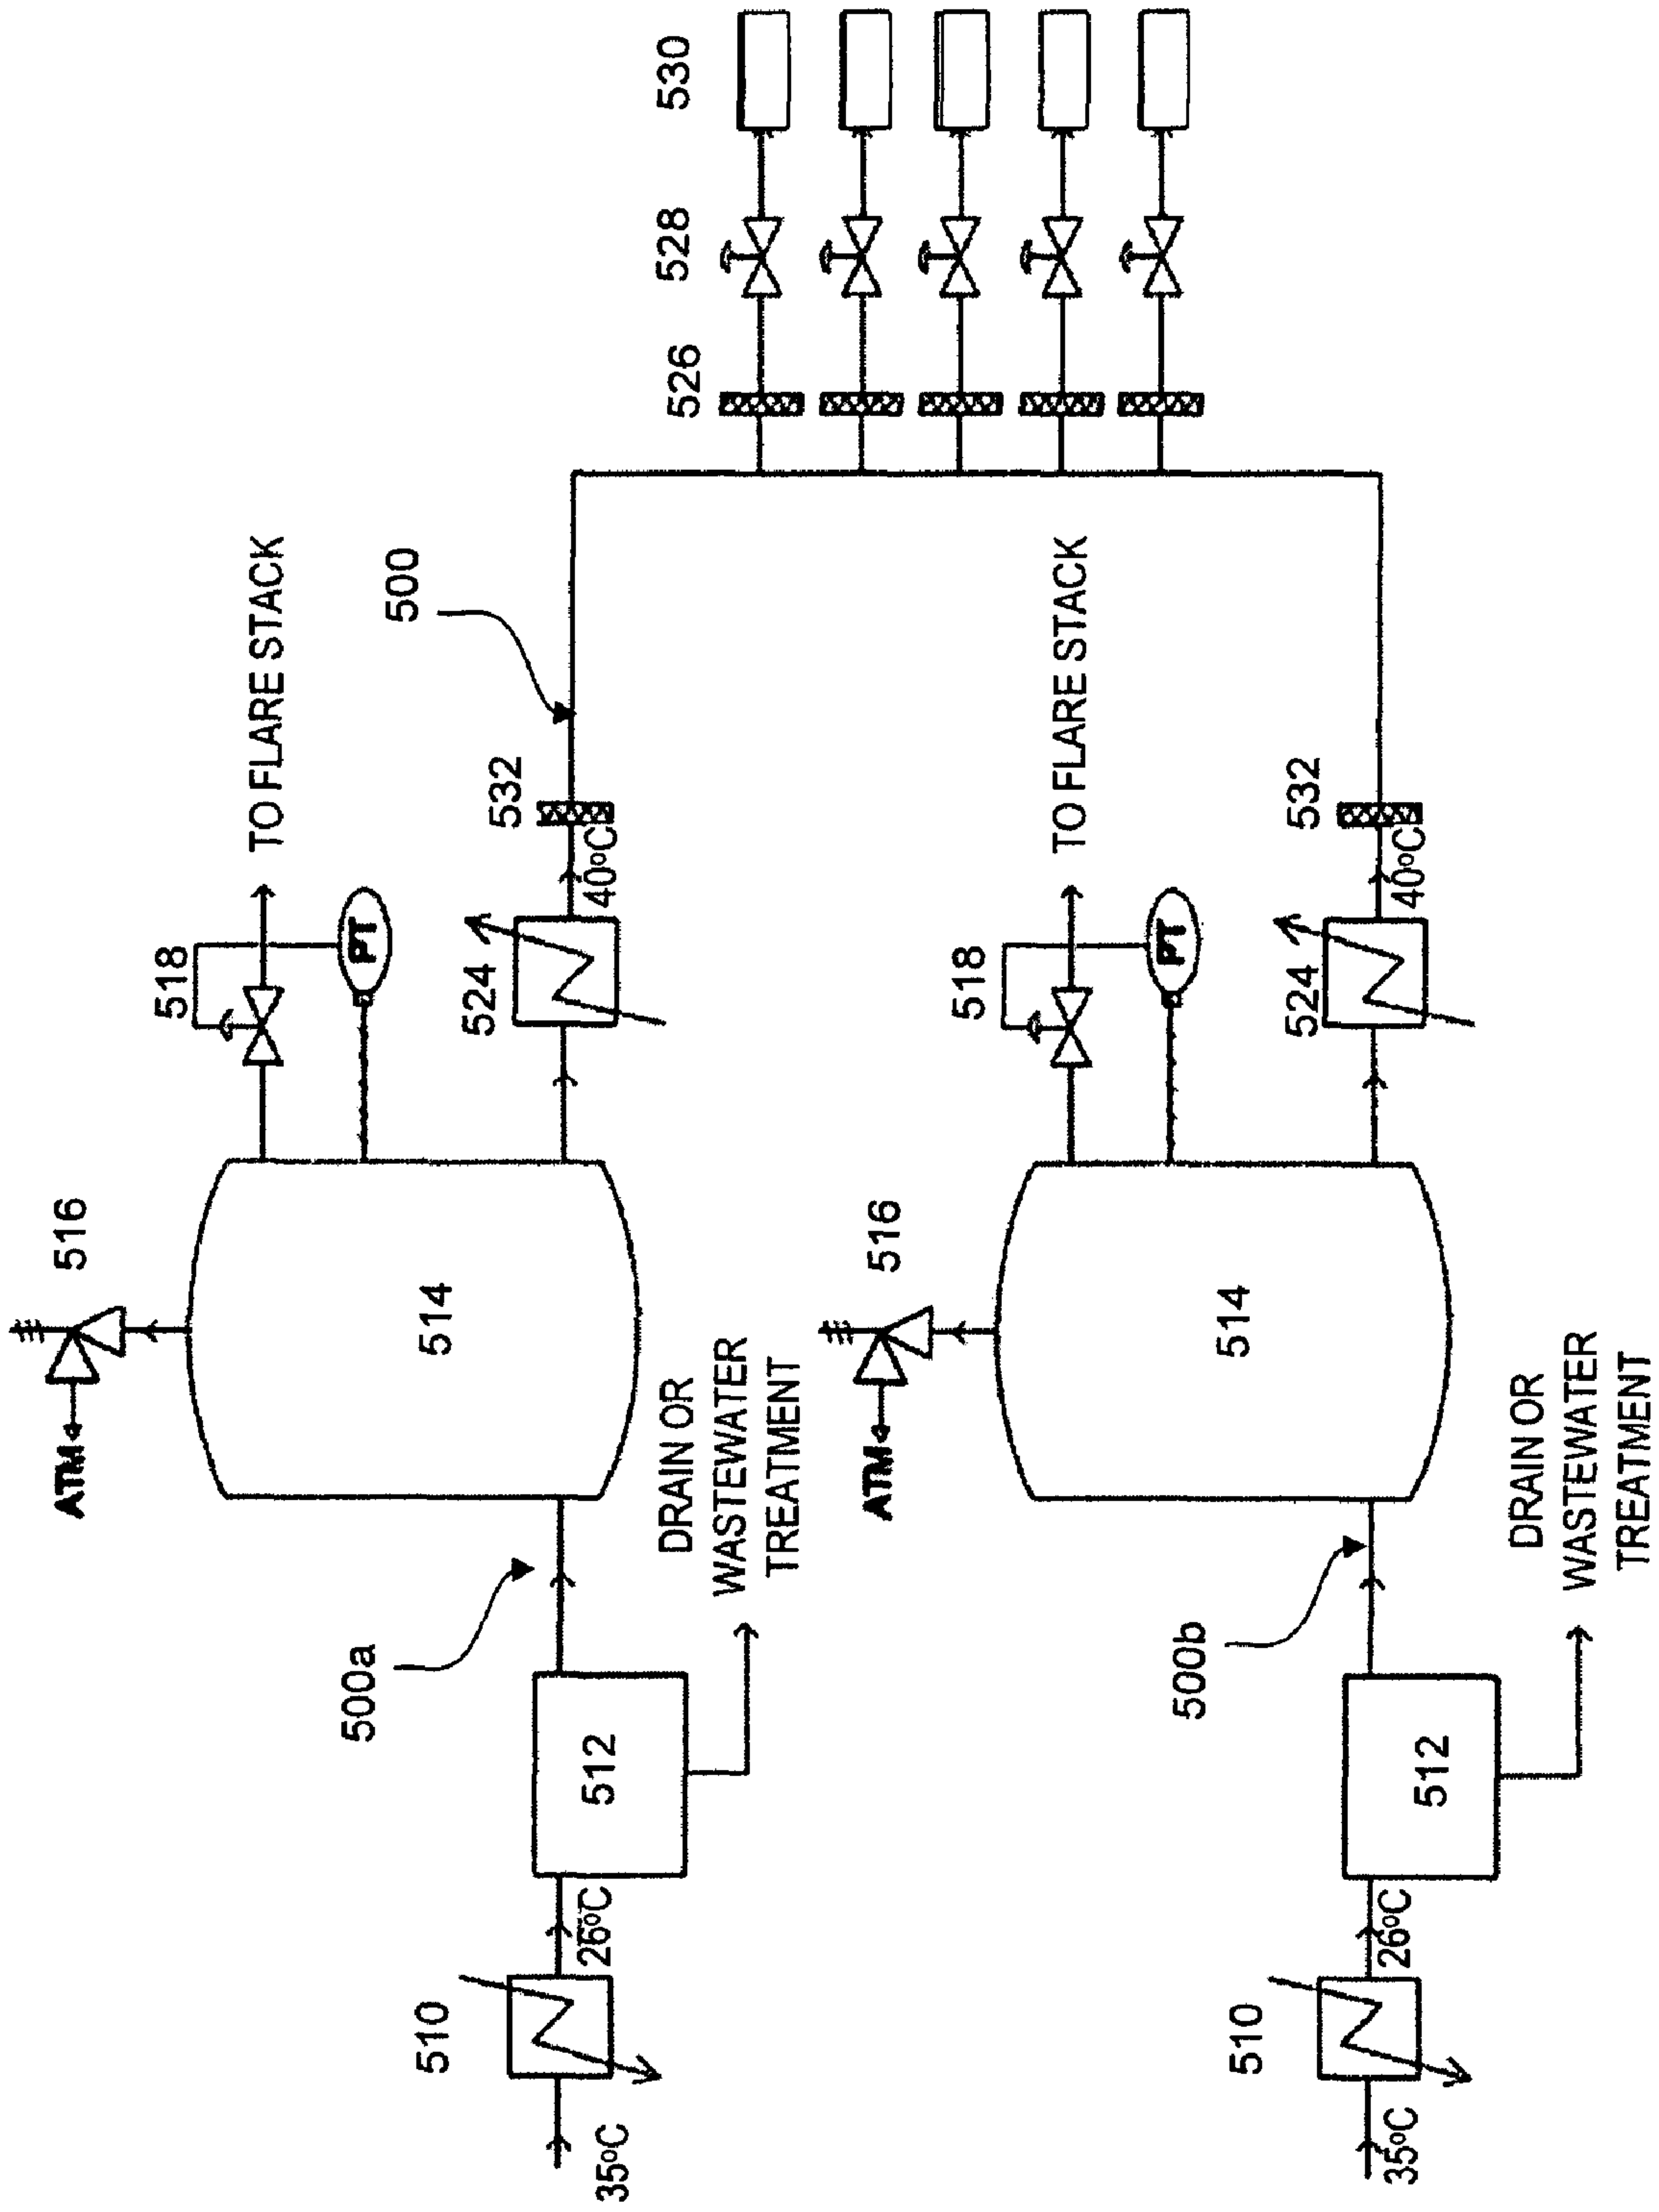 ATM
516
518
TO FLARE STACK
PT
514
524
40°C
532
500
35°C
510
26°C
512
500a
DRAIN OR
WASTEWATER
TREATMENT
526
528
530
ATM
516
518
TO FLARE STACK
PT
514
524
40°C
532
35°C
510
26°C
512
500b
DRAIN OR
WASTEWATER
TREATMENT